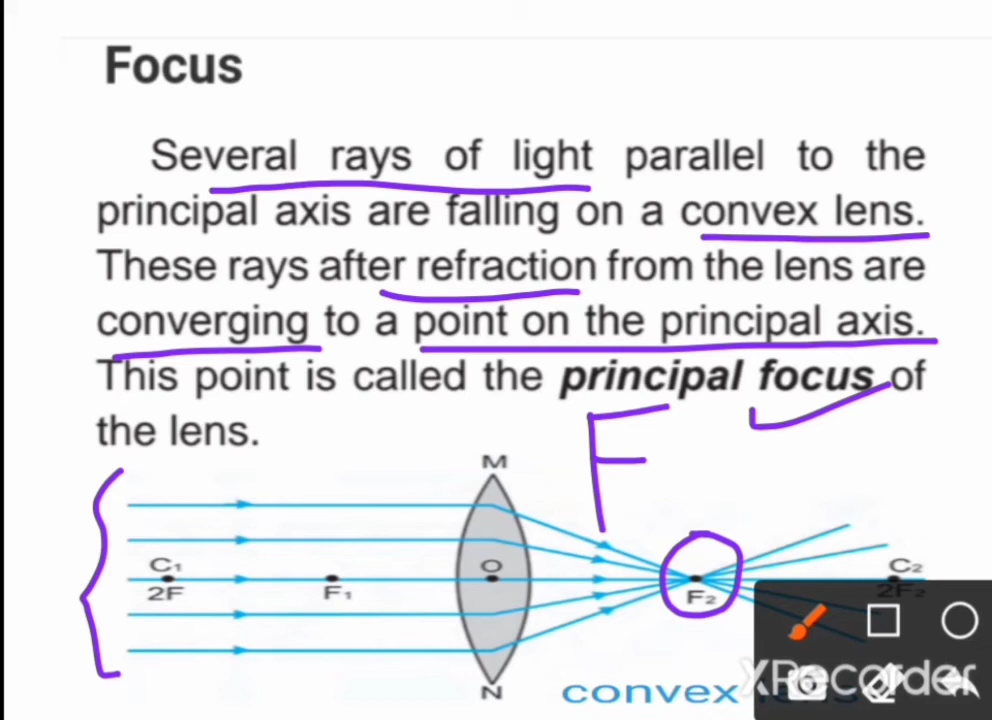 Focus
Several rays of light parallel to the
principal axis are falling on a convex lens.
These rays after refraction from the lens are
converging to a point on the principal axis.
This point is called the principal focus of
the lens.
F
M
C₁
O
C₂
2F
F₁
F₂
2F₂
N
convex lens
XRecorder